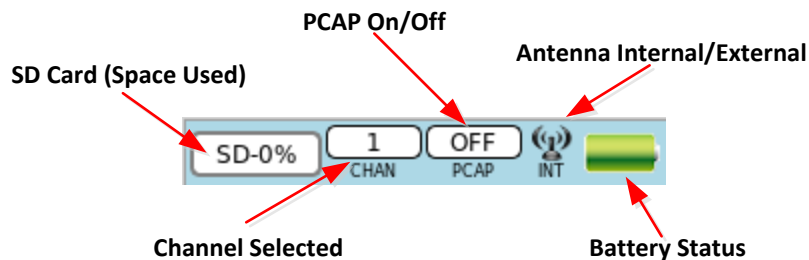 PCAP On/Off
Antenna Internal/External
SD Card (Space Used)
SD-0%
1
CHAN
OFF
PCAP
INT
Channel Selected
Battery Status